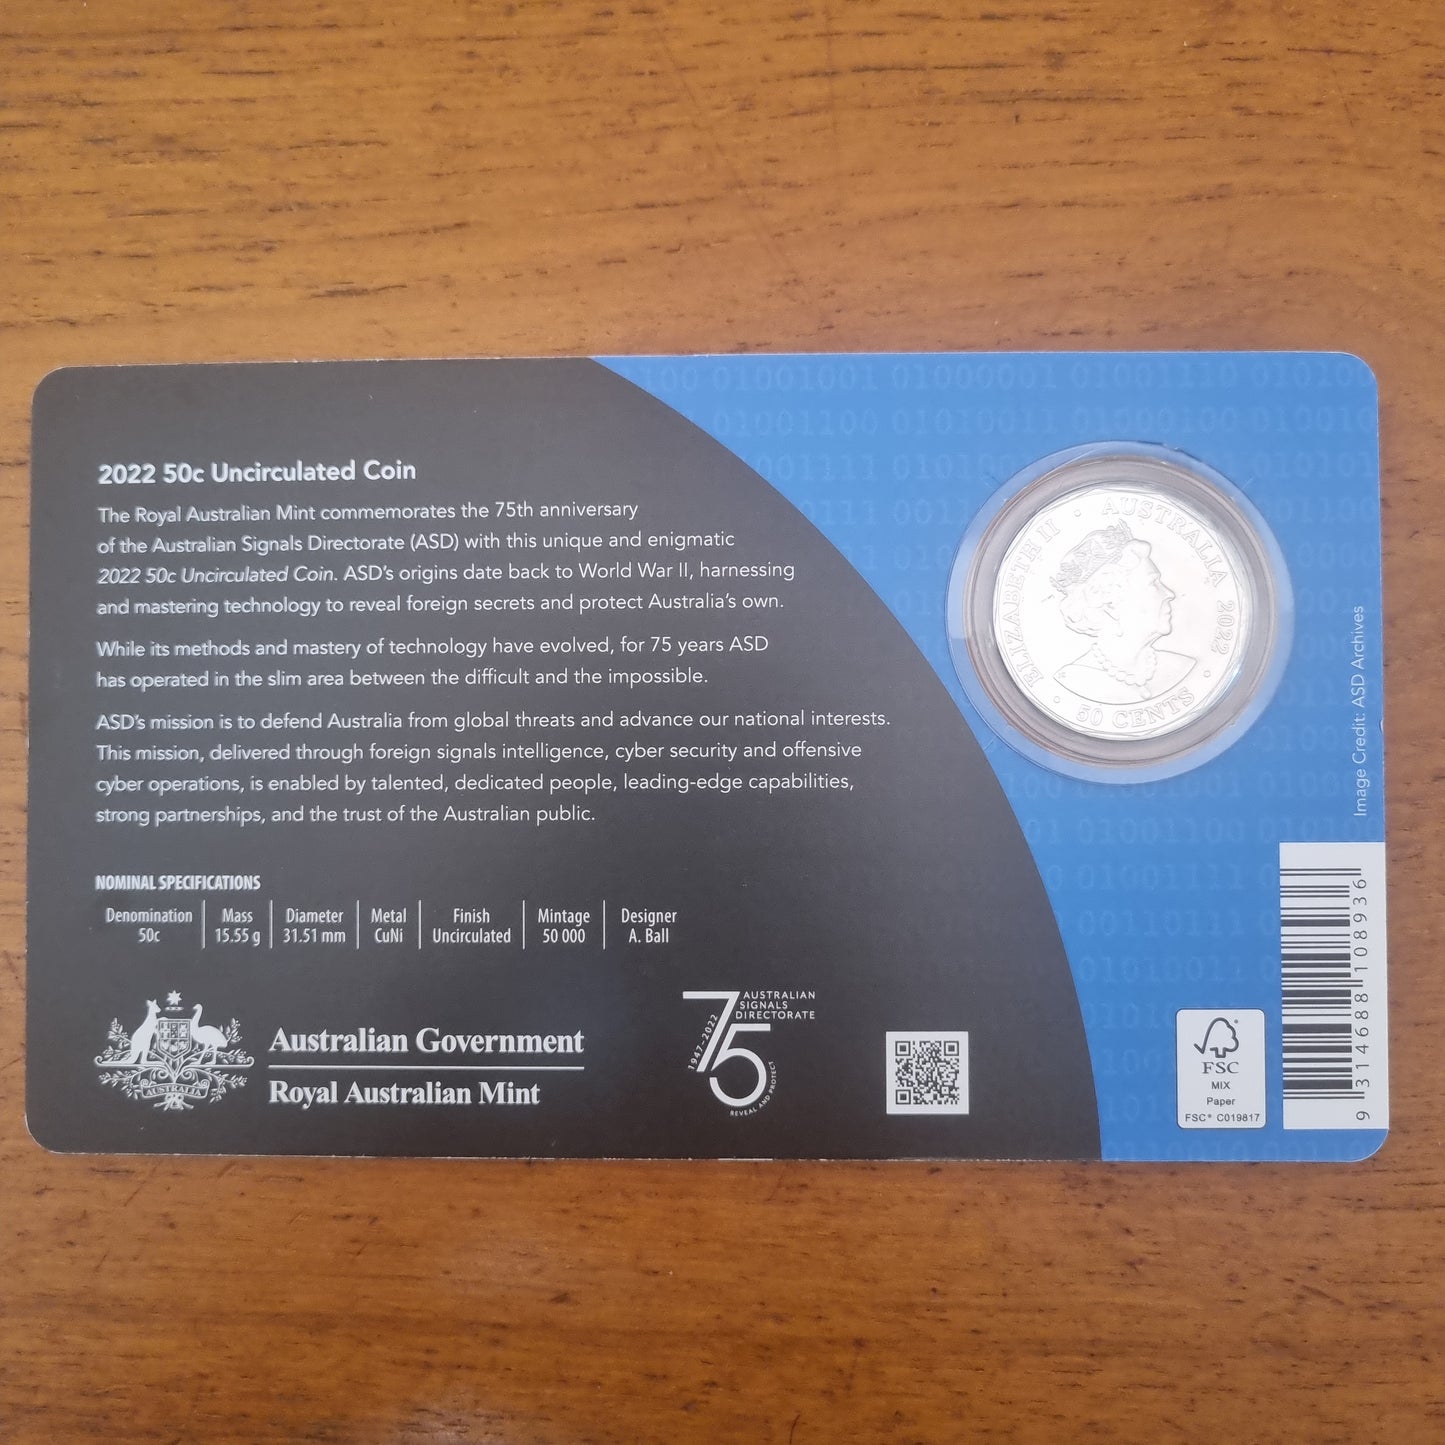 2022 50c Uncirculated Coin
The Royal Australian Mint commemorates the 75th anniversary
of the Australian Signals Directorate (ASD) with this unique and enigmatic
2022 50c Uncirculated Coin. ASD's origins date back to World War II, harnessing
and mastering technology to reveal foreign secrets and protect Australia's own.
While its methods and mastery of technology have evolved, for 75 years ASD
has operated in the slim area between the difficult and the impossible.
ASD's mission is to defend Australia from global threats and advance our national interests.
This mission, delivered through foreign signals intelligence, cyber security and offensive
cyber operations, is enabled by talented, dedicated people, leading-edge capabilities,
strong partnerships, and the trust of the Australian public.
NOMINAL SPECIFICATIONS
Denomination Mass Diameter Metal Finish Mintage Designer
50c 15.55 g 31.51 mm CuNi Uncirculated 50 000 A. Ball
AUSTRALIA
Australian Government
Royal Australian Mint
75
AUSTRALIAN
SIGNALS
DIRECTORATE
1947-2022
REVEAL AND PROTECT
ELIZABETH II · AUSTRALIA 2022
· 50 CENTS ·
Image Credit: ASD Archives
FSC
MIX
Paper
FSC® C019817
9 314688 108936
01001001 01000001 01001110
01001100 01010011 01000100